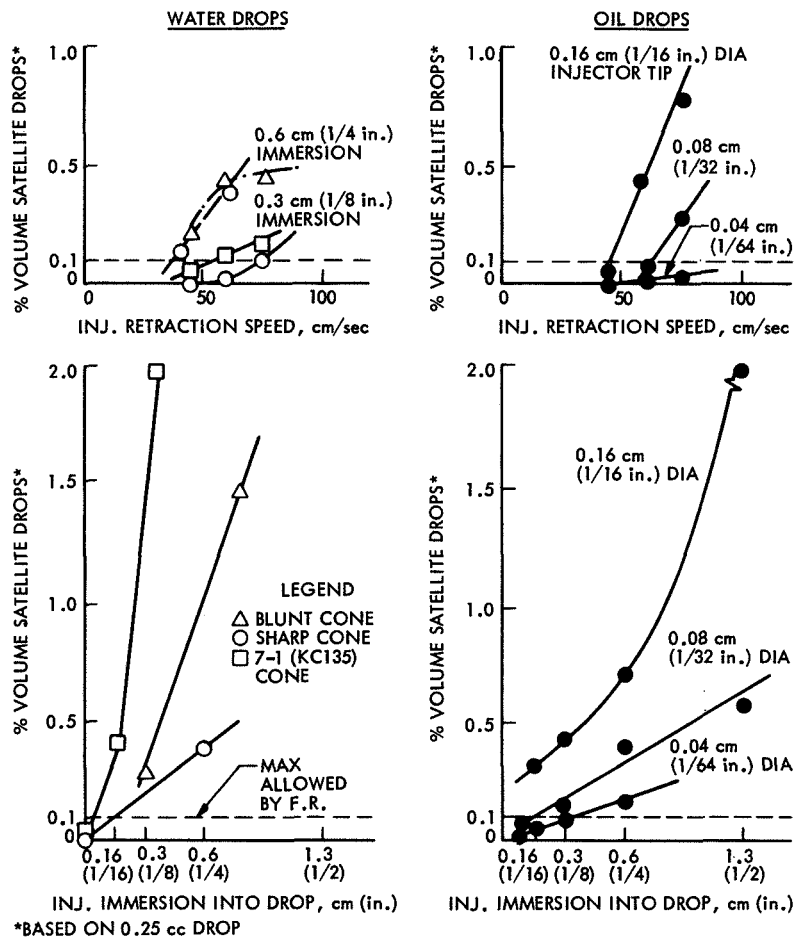 WATER DROPS
% VOLUME SATELLITE DROPS*
1.0
0.5
0.1
0
0.6 cm (1/4 in.)
IMMERSION
0.3 cm (1/8 in.)
IMMERSION
0
50
100
INJ. RETRACTION SPEED, cm/sec
OIL DROPS
% VOLUME SATELLITE DROPS*
1.0
0.5
0.1
0
0.16 cm (1/16 in.) DIA
INJECTOR TIP
0.08 cm
(1/32 in.)
0.04 cm
(1/64 in.)
0
50
100
INJ. RETRACTION SPEED, cm/sec
% VOLUME SATELLITE DROPS*
2.0
1.5
1.0
0.5
0.1
0
LEGEND
BLUNT CONE
SHARP CONE
7-1 (KC135)
CONE
MAX
ALLOWED
BY F.R.
0.16 0.3 0.6 1.3
(1/16) (1/8) (1/4) (1/2)
INJ. IMMERSION INTO DROP, cm (in.)
*BASED ON 0.25 cc DROP
% VOLUME SATELLITE DROPS*
2.0
1.5
1.0
0.5
0.1
0
0.16 cm
(1/16 in.) DIA
0.08 cm
(1/32 in.) DIA
0.04 cm
(1/64 in.) DIA
0.16 0.3 0.6 1.3
(1/16) (1/8) (1/4) (1/2)
INJ. IMMERSION INTO DROP, cm (in.)